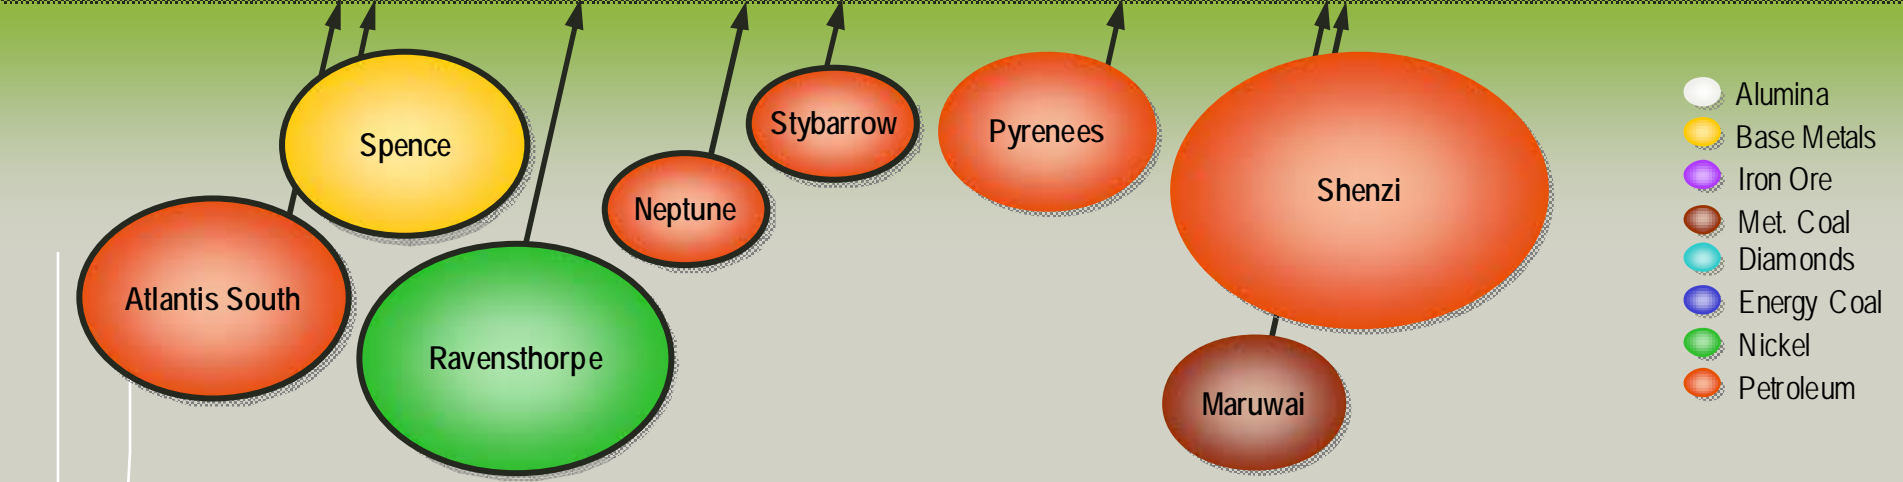 Spence
Stybarrow
Pyrenees
Neptune
Shenzi
Atlantis South
Ravensthorpe
Maruwai
Alumina
Base Metals
Iron Ore
Met. Coal
Diamonds
Energy Coal
Nickel
Petroleum